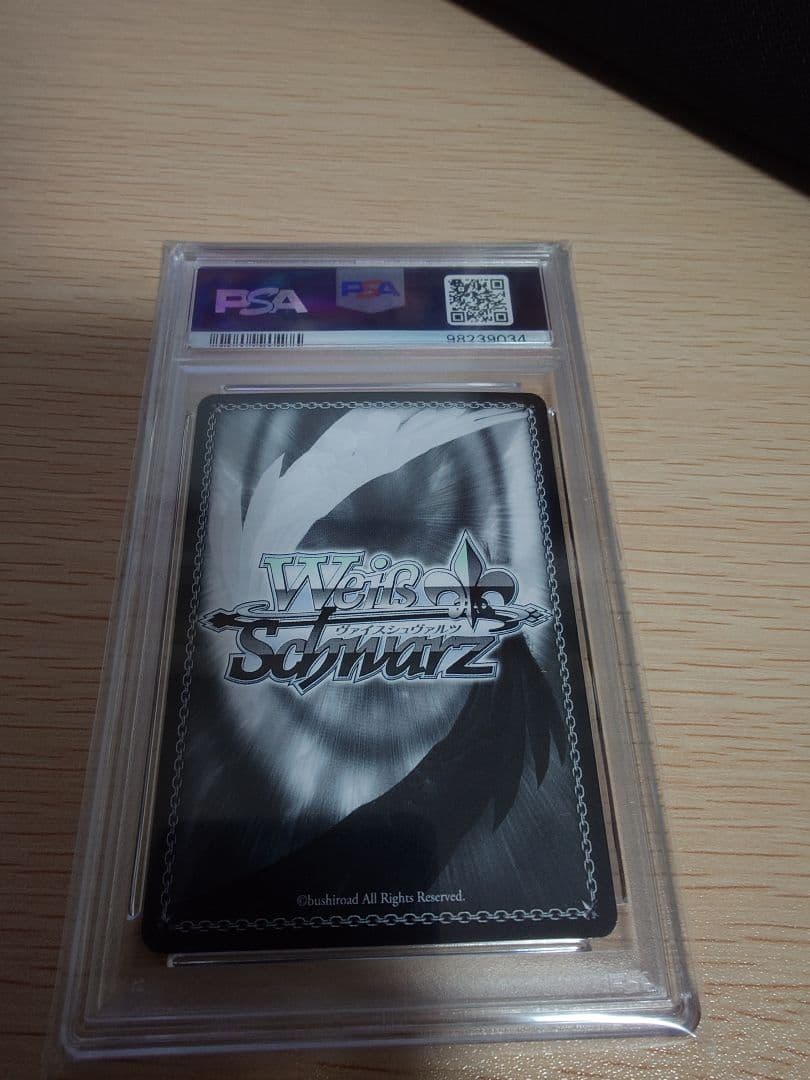 PSA
PSA
98239034
Weiß
ヴァイスシュヴァルツ
Schwarz
©bushiroad All Rights Reserved.